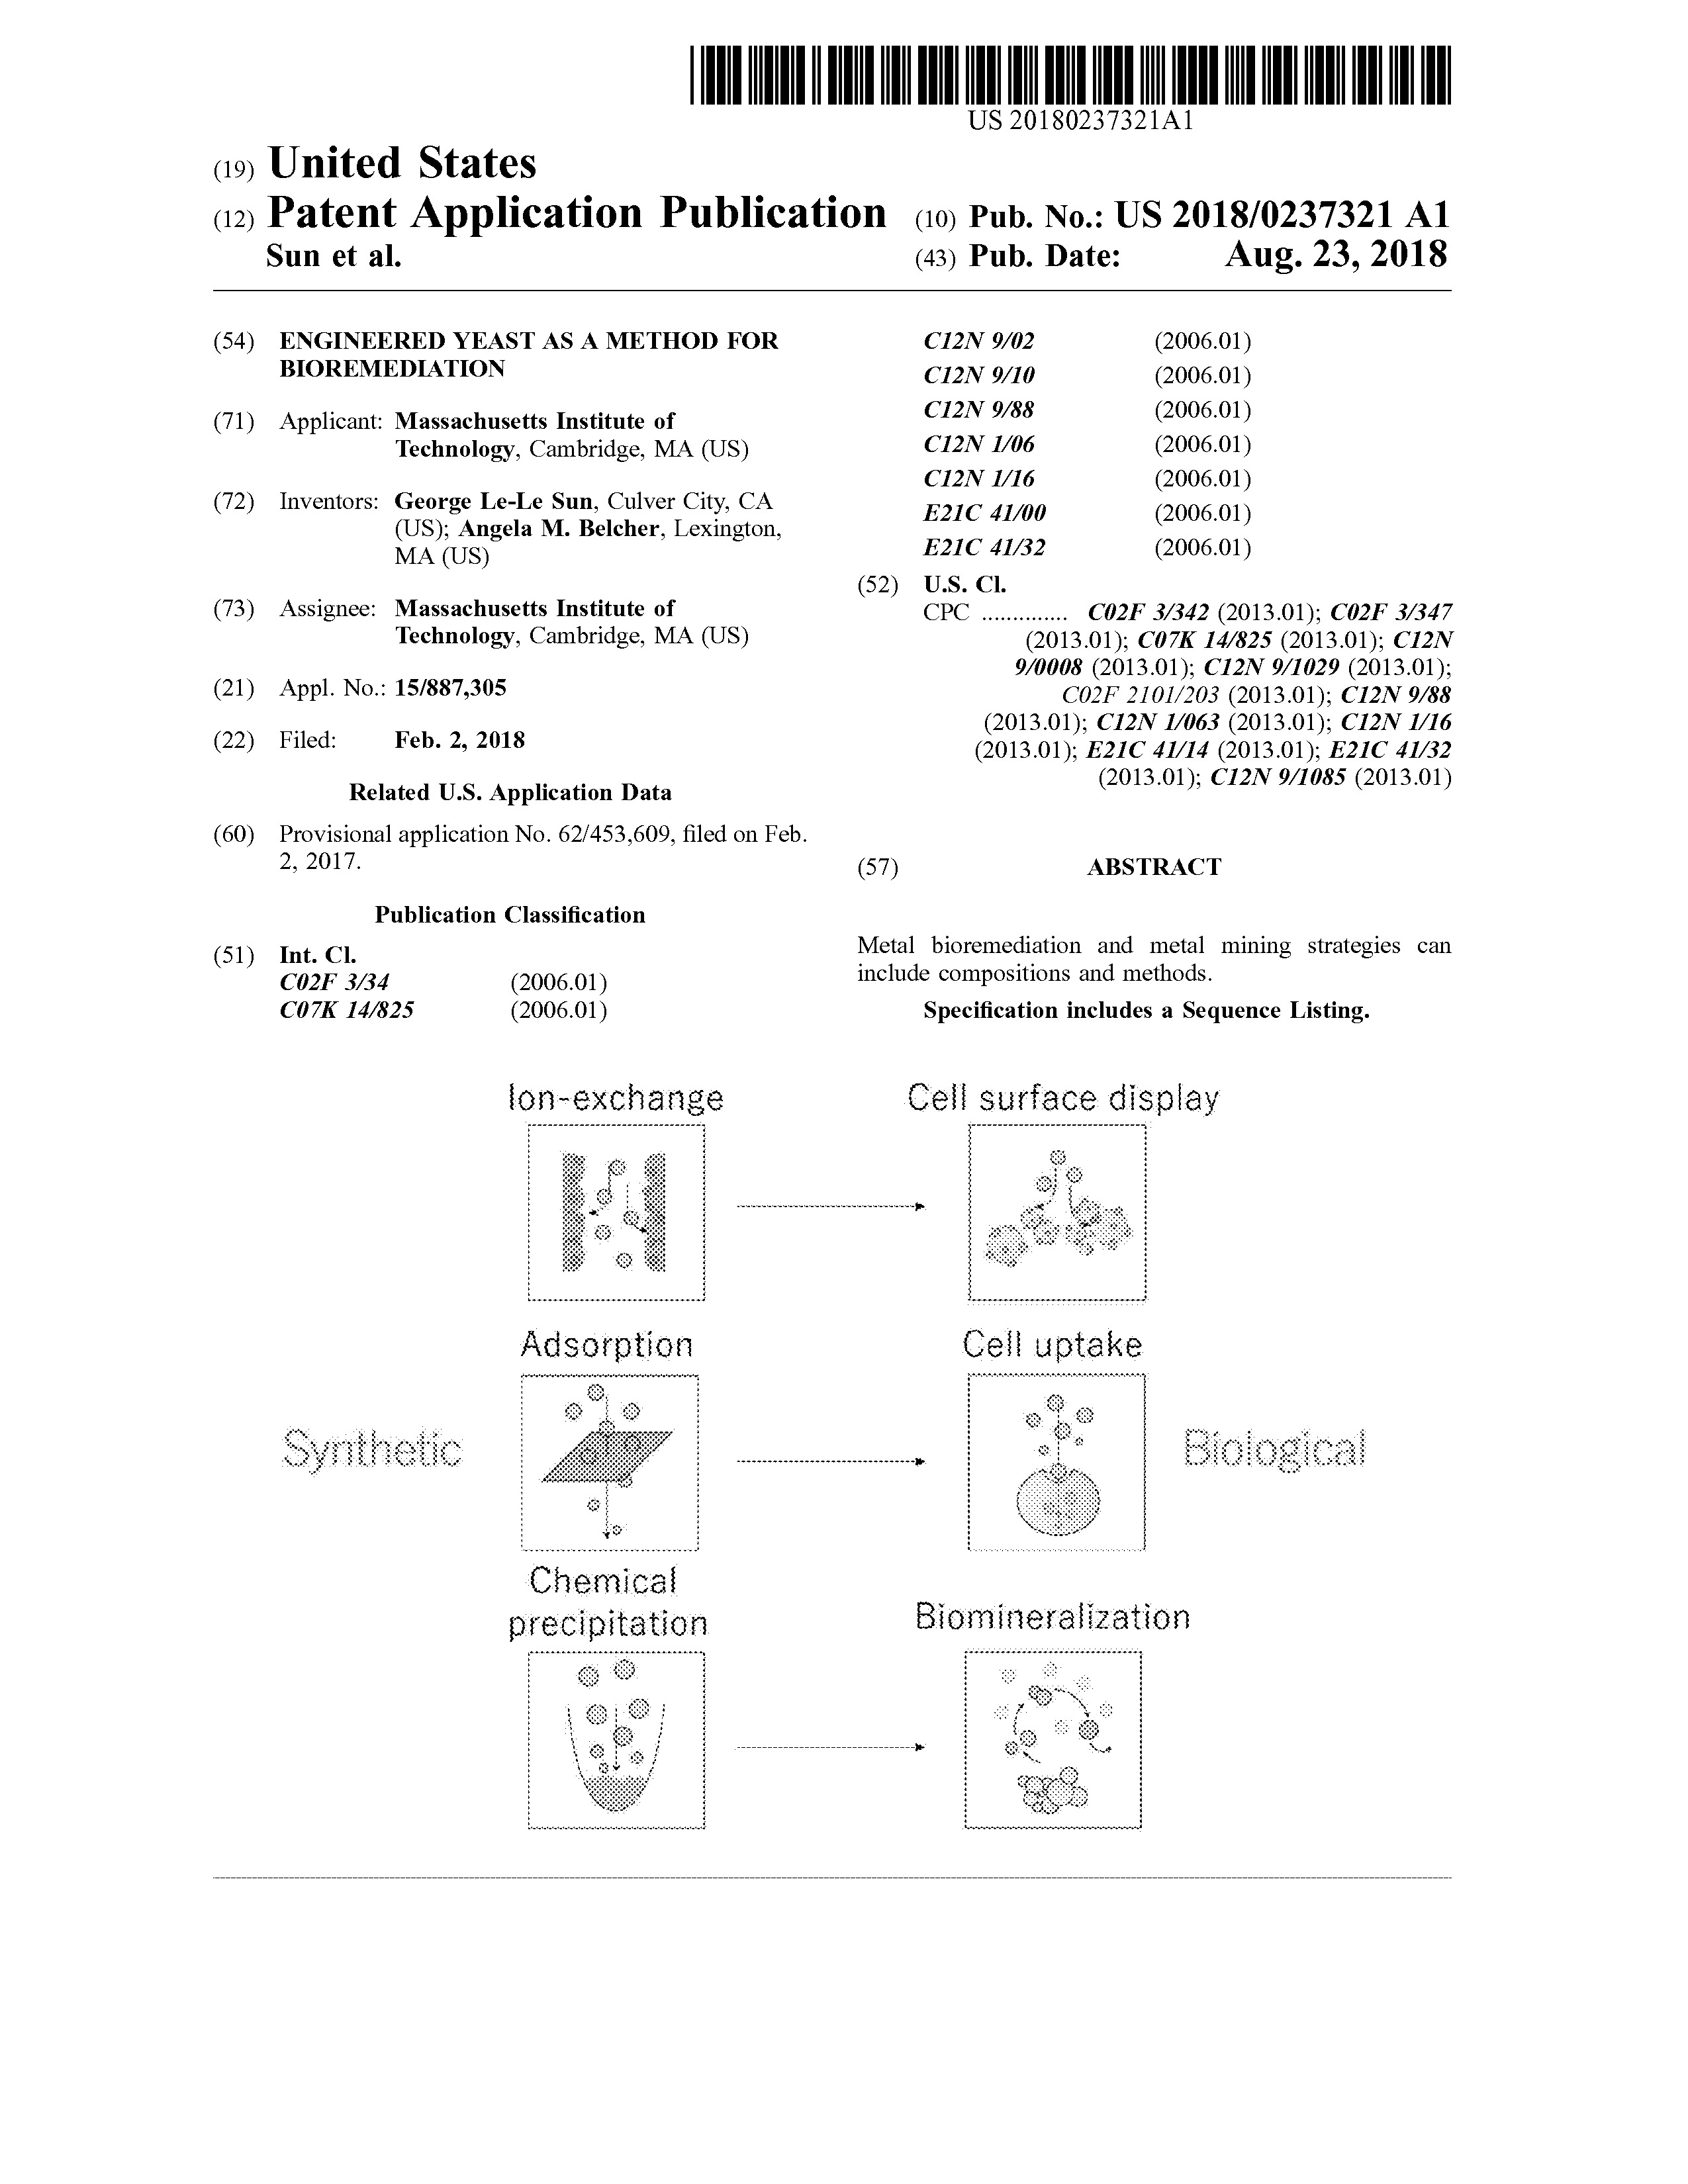 US 20180237321A1
(19) United States
(12) Patent Application Publication
Sun et al.
(10) Pub. No.: US 2018/0237321 A1
(43) Pub. Date: Aug. 23, 2018
(54) ENGINEERED YEAST AS A METHOD FOR
BIOREMEDIATION
(71) Applicant: Massachusetts Institute of
Technology, Cambridge, MA (US)
(72) Inventors: George Le-Le Sun, Culver City, CA
(US); Angela M. Belcher, Lexington,
MA (US)
(73) Assignee: Massachusetts Institute of
Technology, Cambridge, MA (US)
(21) Appl. No.: 15/887,305
(22) Filed: Feb. 2, 2018
Related U.S. Application Data
(60) Provisional application No. 62/453,609, filed on Feb.
2, 2017.
Publication Classification
(51) Int. Cl.
C02F 3/34 (2006.01)
C07K 14/825 (2006.01)
C12N 9/02 (2006.01)
C12N 9/10 (2006.01)
C12N 9/88 (2006.01)
C12N 1/06 (2006.01)
C12N 1/16 (2006.01)
E21C 41/00 (2006.01)
E21C 41/32 (2006.01)
(52) U.S. Cl.
CPC .............. C02F 3/342 (2013.01); C02F 3/347
(2013.01); C07K 14/825 (2013.01); C12N
9/0008 (2013.01); C12N 9/1029 (2013.01);
C02F 2101/203 (2013.01); C12N 9/88
(2013.01); C12N 1/063 (2013.01); C12N 1/16
(2013.01); E21C 41/14 (2013.01); E21C 41/32
(2013.01); C12N 9/1085 (2013.01)
(57) ABSTRACT
Metal bioremediation and metal mining strategies can
include compositions and methods.
Specification includes a Sequence Listing.
Ion-exchange
Cell surface display
Adsorption
Cell uptake
Synthetic
Biological
Chemical
precipitation
Biomineralization